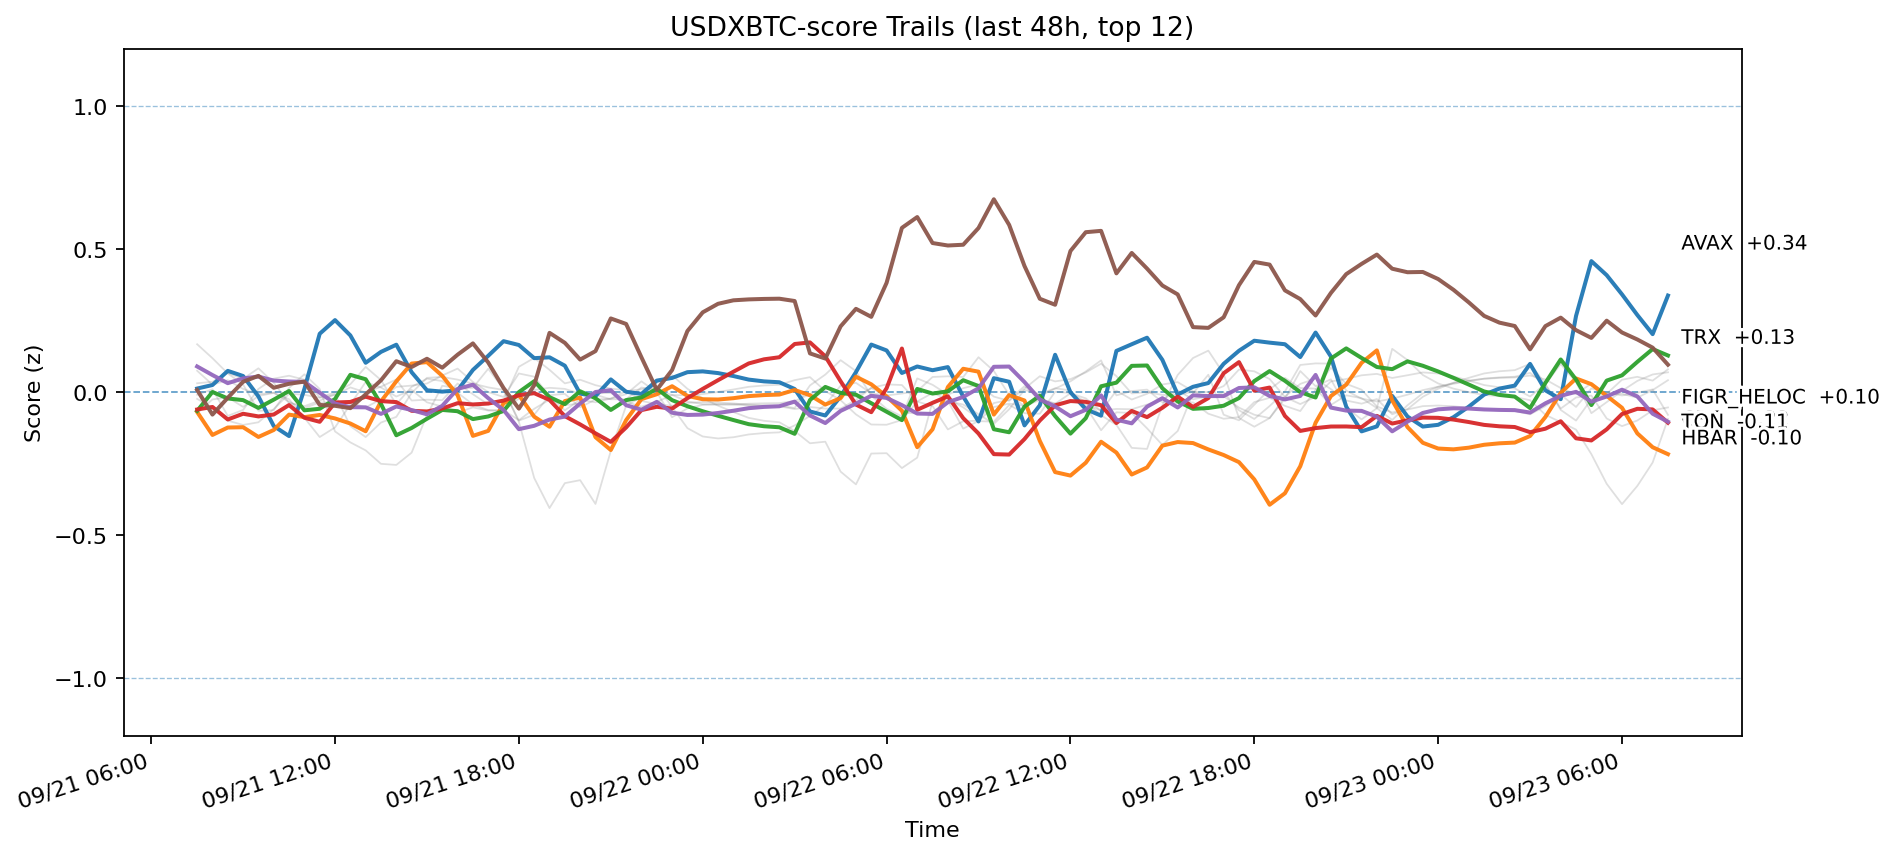 USDXBTC-score Trails (last 48h, top 12)
Score (z)
1.0
0.5
0.0
−0.5
−1.0
AVAX +0.34
TRX +0.13
FIGR_HELOC +0.10
TON -0.11
HBAR -0.10
09/21 06:00
09/21 12:00
09/21 18:00
09/22 00:00
09/22 06:00
09/22 12:00
09/22 18:00
09/23 00:00
09/23 06:00
Time